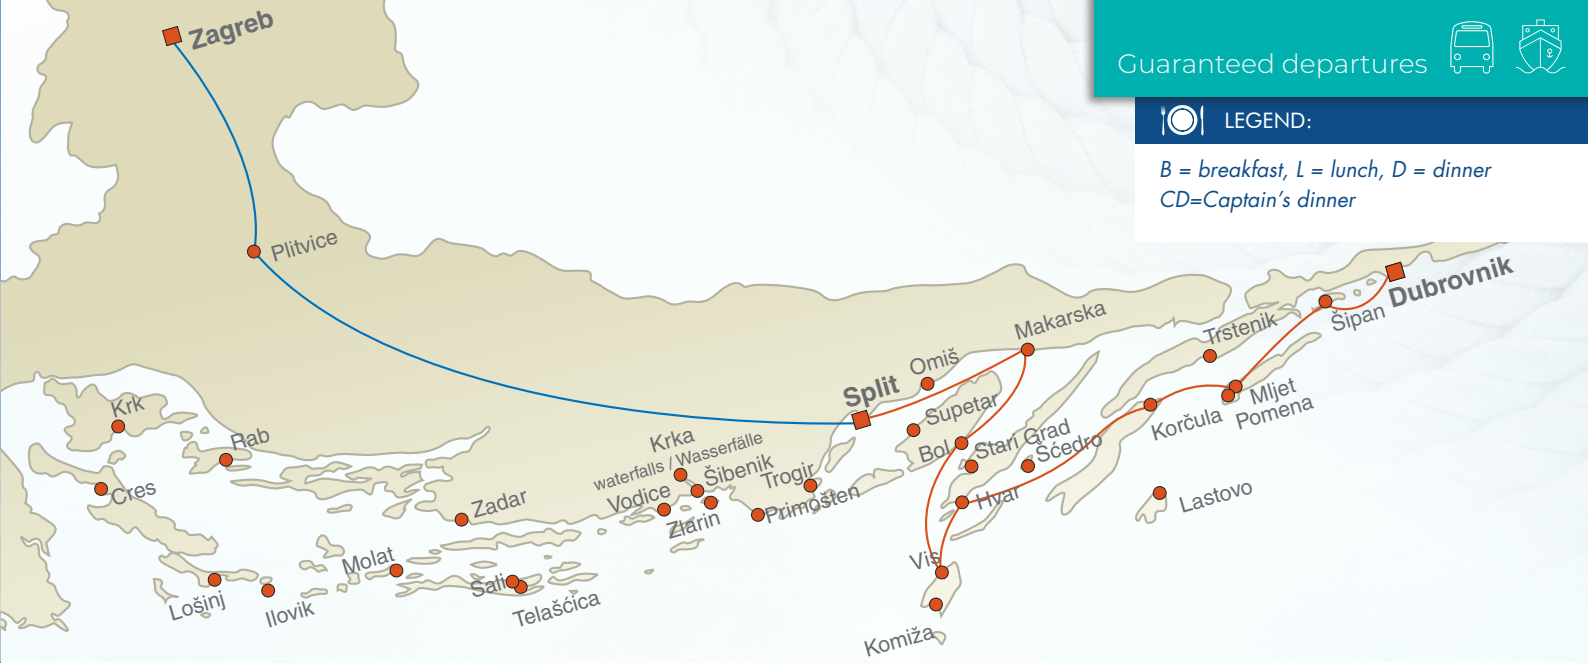 Zagreb
Guaranteed departures
LEGEND:
B = breakfast, L = lunch, D = dinner
CD=Captain's dinner
Plitvice
Dubrovnik
Šipan
Makarska
Trstenik
Omiš
Split
Mljet
Pomena
Korčula
Supetar
Krk
Rab
Krka
waterfalls / Wasserfälle
Bol
Stari Grad
Šćedro
Šibenik
Trogir
Cres
Zadar
Vodice
Zlarin
Primošten
Hvar
Lastovo
Molat
Sali
Vis
Lošinj
Ilovik
Telašćica
Komiža